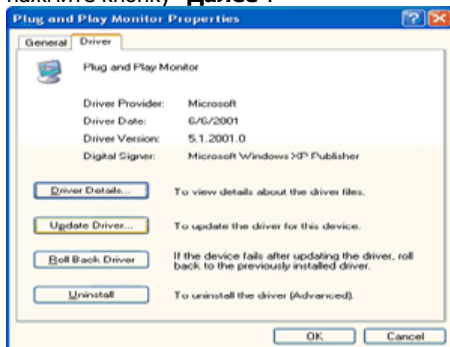 нажмите кнопку "Далее".
Plug and Play Monitor Properties
General Driver
Plug and Play Monitor
Driver Provider: Microsoft
Driver Date: 6/6/2001
Driver Version: 5.1.2001.0
Digital Signer: Microsoft Windows XP Publisher
Driver Details... To view details about the driver files.
Update Driver... To update the driver for this device.
Roll Back Driver If the device fails after updating the driver, roll
back to the previously installed driver.
Uninstall To uninstall the driver (Advanced).
OK Cancel